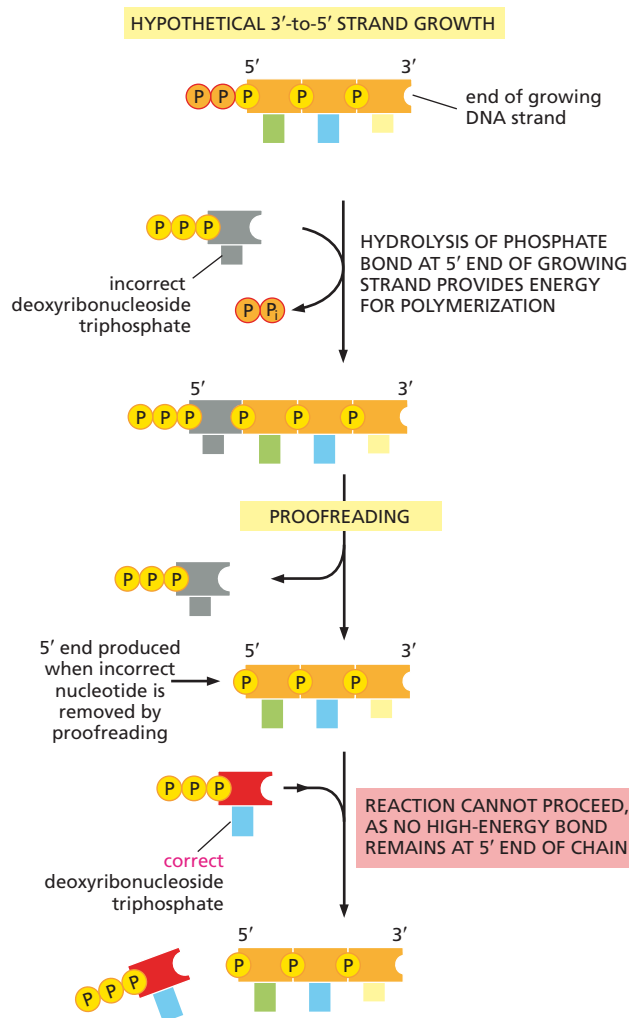 HYPOTHETICAL 3′-to-5′ STRAND GROWTH
5′ 3′
P P P P P
end of growing
DNA strand
P P P
incorrect
deoxyribonucleoside
triphosphate
P Pi
HYDROLYSIS OF PHOSPHATE
BOND AT 5′ END OF GROWING
STRAND PROVIDES ENERGY
FOR POLYMERIZATION
5′ 3′
P P P P P P
PROOFREADING
P P P
5′ end produced
when incorrect
nucleotide is
removed by
proofreading
5′ 3′
P P P
P P P
correct
deoxyribonucleoside
triphosphate
REACTION CANNOT PROCEED,
AS NO HIGH-ENERGY BOND
REMAINS AT 5′ END OF CHAIN
5′ 3′
P P P
P P P